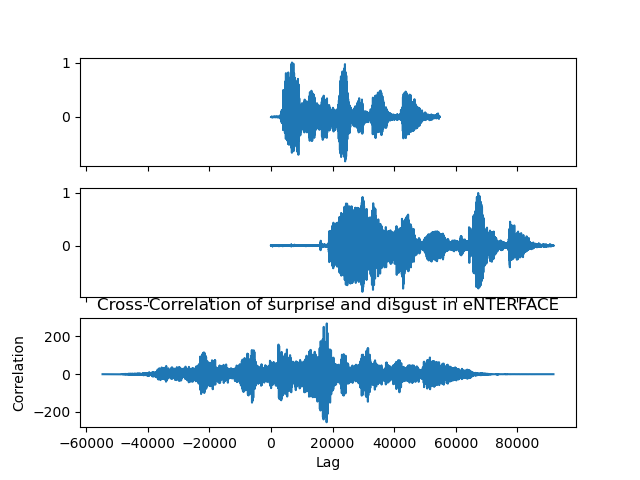 1
0
1
0
Cross-Correlation of surprise and disgust in eNTERFACE
200
0
−200
Correlation
−60000 −40000 −20000 0 20000 40000 60000 80000
Lag